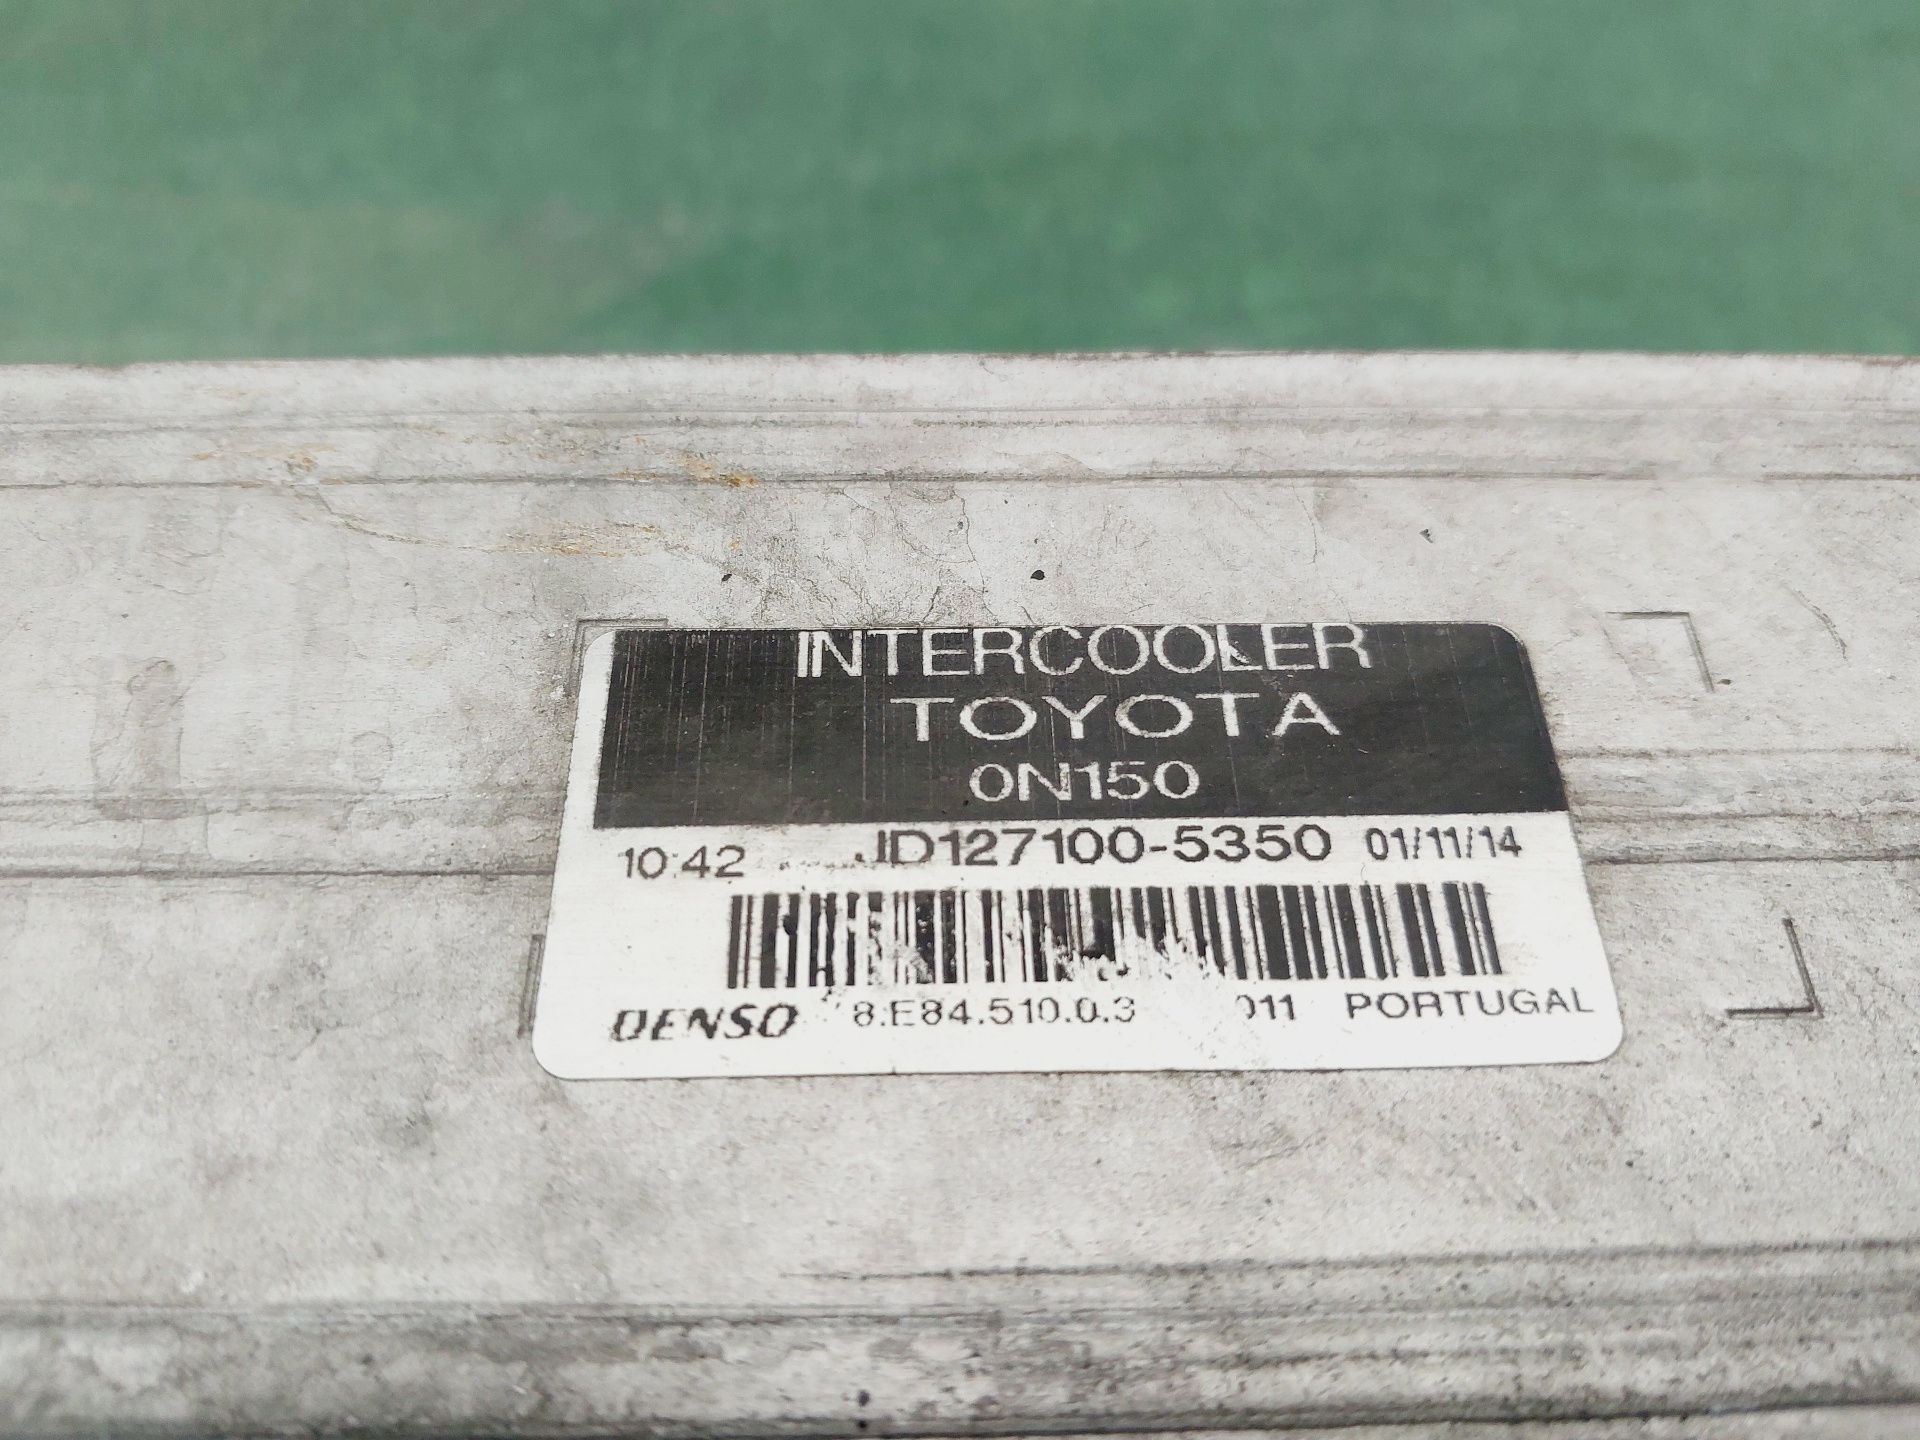 INTERCOOLER
TOYOTA
0N150
10:42 JD127100-5350 01/11/14
DENSO 8.E84.510.0.3 011 PORTUGAL